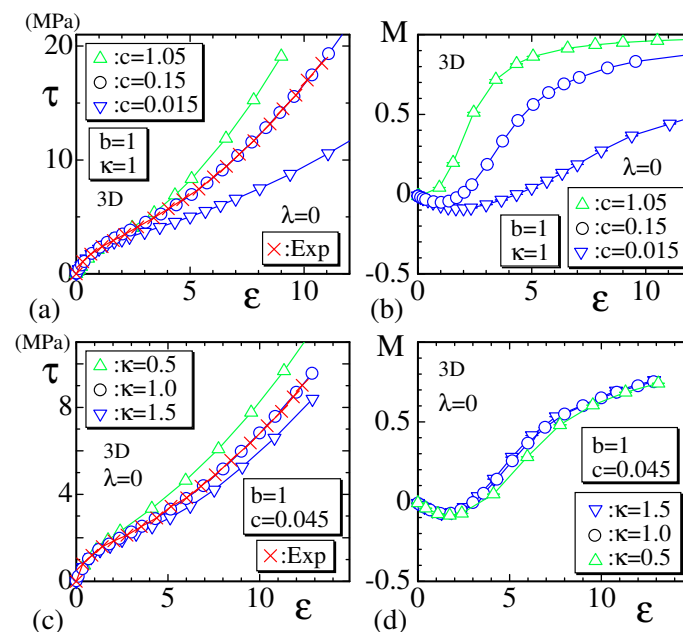 (MPa)
20
τ
10
0
:c=1.05
:c=0.15
:c=0.015
b=1
κ=1
3D
λ=0
:Exp
0
5
10
ε
(a)
M
0.5
0
-0.5
3D
λ=0
b=1
κ=1
:c=1.05
:c=0.15
:c=0.015
0
5
10
ε
(b)
(MPa)
τ
8
4
0
:κ=0.5
:κ=1.0
:κ=1.5
3D
λ=0
b=1
c=0.045
:Exp
0
5
10
ε
(c)
M
0.5
0
-0.5
3D
λ=0
b=1
c=0.045
:κ=1.5
:κ=1.0
:κ=0.5
0
5
10
ε
(d)